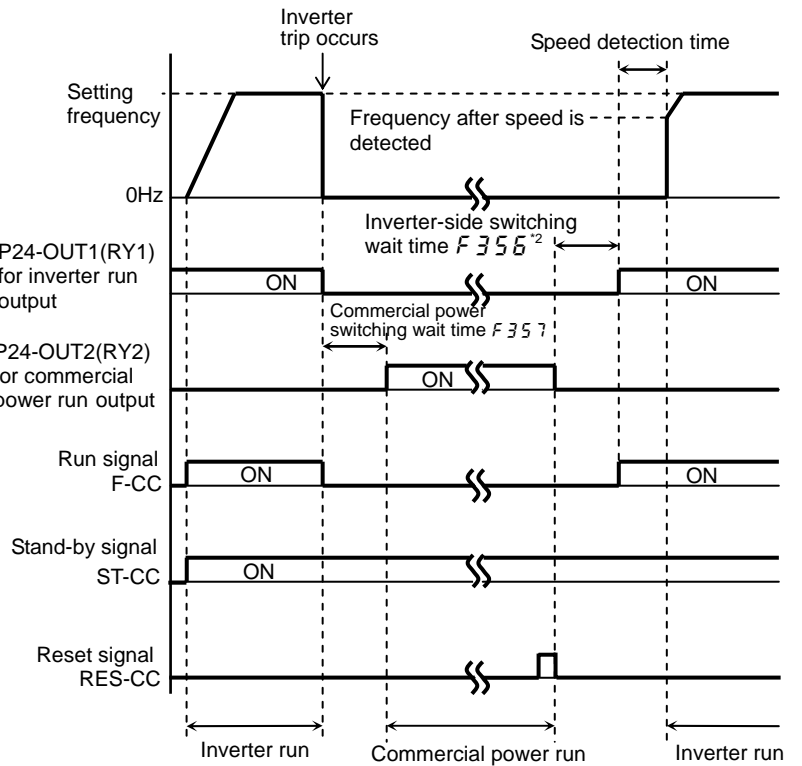 Inverter
trip occurs
Speed detection time
Setting
frequency
Frequency after speed is
detected
0Hz
Inverter-side switching
wait time F356*2
P24-OUT1(RY1)
for inverter run
output
ON
ON
Commercial power
switching wait time F357
P24-OUT2(RY2)
or commercial
power run output
ON
Run signal
F-CC
ON
ON
Stand-by signal
ST-CC
ON
Reset signal
RES-CC
Inverter run
Commercial power run
Inverter run